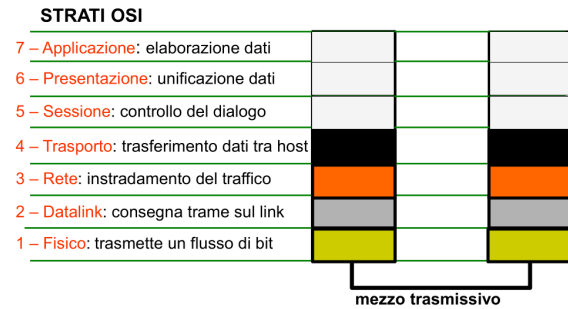 STRATI OSI
7 – Applicazione: elaborazione dati
6 – Presentazione: unificazione dati
5 – Sessione: controllo del dialogo
4 – Trasporto: trasferimento dati tra host
3 – Rete: instradamento del traffico
2 – Datalink: consegna trame sul link
1 – Fisico: trasmette un flusso di bit
mezzo trasmissivo